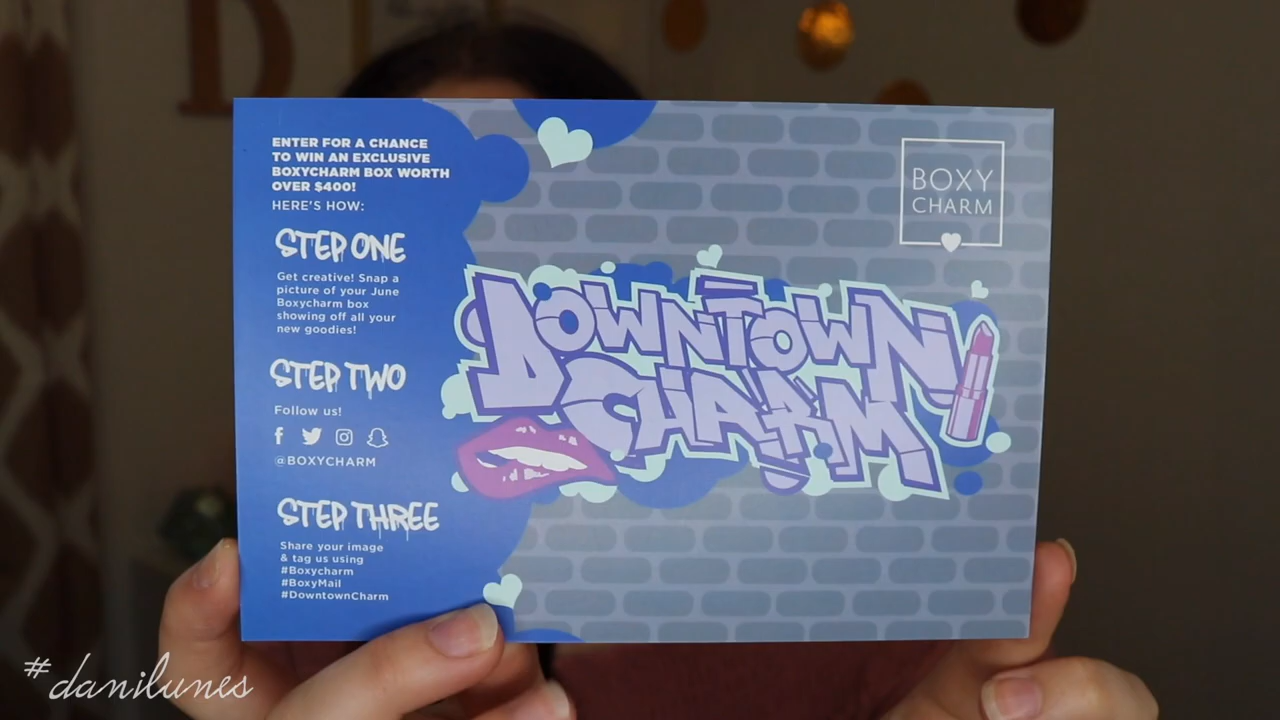 D
ENTER FOR A CHANCE
TO WIN AN EXCLUSIVE
BOXYCHARM BOX WORTH
OVER $400!
HERE'S HOW:
STEP ONE
Get creative! Snap a
picture of your June
Boxycharm box
showing off all your
new goodies!
STEP TWO
Follow us!
@BOXYCHARM
STEP THREE
Share your image
& tag us using
#Boxycharm
#BoxyMail
#DowntownCharm
BOXY
CHARM
DOWNTOWN
CHARM
#danilunes